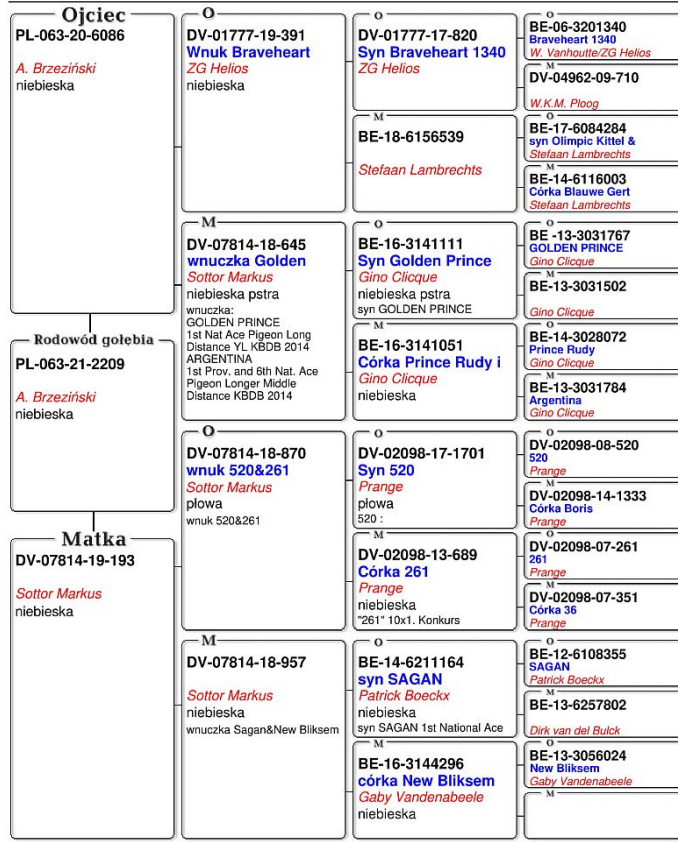 Ojciec
PL-063-20-6086
A. Brzeziński
niebieska
Rodowód gołębia
PL-063-21-2209
A. Brzeziński
niebieska
Matka
DV-07814-19-193
Sottor Markus
niebieska
O
DV-01777-19-391
Wnuk Braveheart
ZG Helios
niebieska
M
DV-07814-18-645
wnuczka Golden
Sottor Markus
niebieska pstra
wnuczka:
GOLDEN PRINCE
1st Nat Ace Pigeon Long
Distance YL KBDB 2014
ARGENTINA
1st Prov. and 6th Nat. Ace
Pigeon Longer Middle
Distance KBDB 2014
O
DV-07814-18-870
wnuk 520&261
Sottor Markus
płowa
wnuk 520&261
M
DV-07814-18-957
Sottor Markus
niebieska
wnuczka Sagan&New Bliksem
O
DV-01777-17-820
Syn Braveheart 1340
ZG Helios
M
BE-18-6156539
Stefaan Lambrechts
O
BE-16-3141111
Syn Golden Prince
Gino Clicque
niebieska pstra
syn GOLDEN PRINCE
M
BE-16-3141051
Córka Prince Rudy i
Gino Clicque
niebieska
O
DV-02098-17-1701
Syn 520
Prange
płowa
520 :
M
DV-02098-13-689
Córka 261
Prange
niebieska
"261" 10x1. Konkurs
O
BE-14-6211164
syn SAGAN
Patrick Boeckx
niebieska
syn SAGAN 1st National Ace
M
BE-16-3144296
córka New Bliksem
Gaby Vandenabeele
niebieska
O
BE-06-3201340
Braveheart 1340
W. Vanhoutte/ZG Helios
M
DV-04962-09-710
W.K.M. Ploog
O
BE-17-6084284
syn Olimpic Kittel &
Stefaan Lambrechts
M
BE-14-6116003
Córka Blauwe Gert
Stefaan Lambrechts
O
BE -13-3031767
GOLDEN PRINCE
Gino Clicque
M
BE-13-3031502
Gino Clicque
O
BE-14-3028072
Prince Rudy
Gino Clicque
M
BE-13-3031784
Argentina
Gino Clicque
O
DV-02098-08-520
520
Prange
M
DV-02098-14-1333
Córka Boris
Prange
O
DV-02098-07-261
261
Prange
M
DV-02098-07-351
Córka 36
Prange
O
BE-12-6108355
SAGAN
Patrick Boeckx
M
BE-13-6257802
Dirk van del Bulck
O
BE-13-3056024
New Bliksem
Gaby Vandenabeele
M